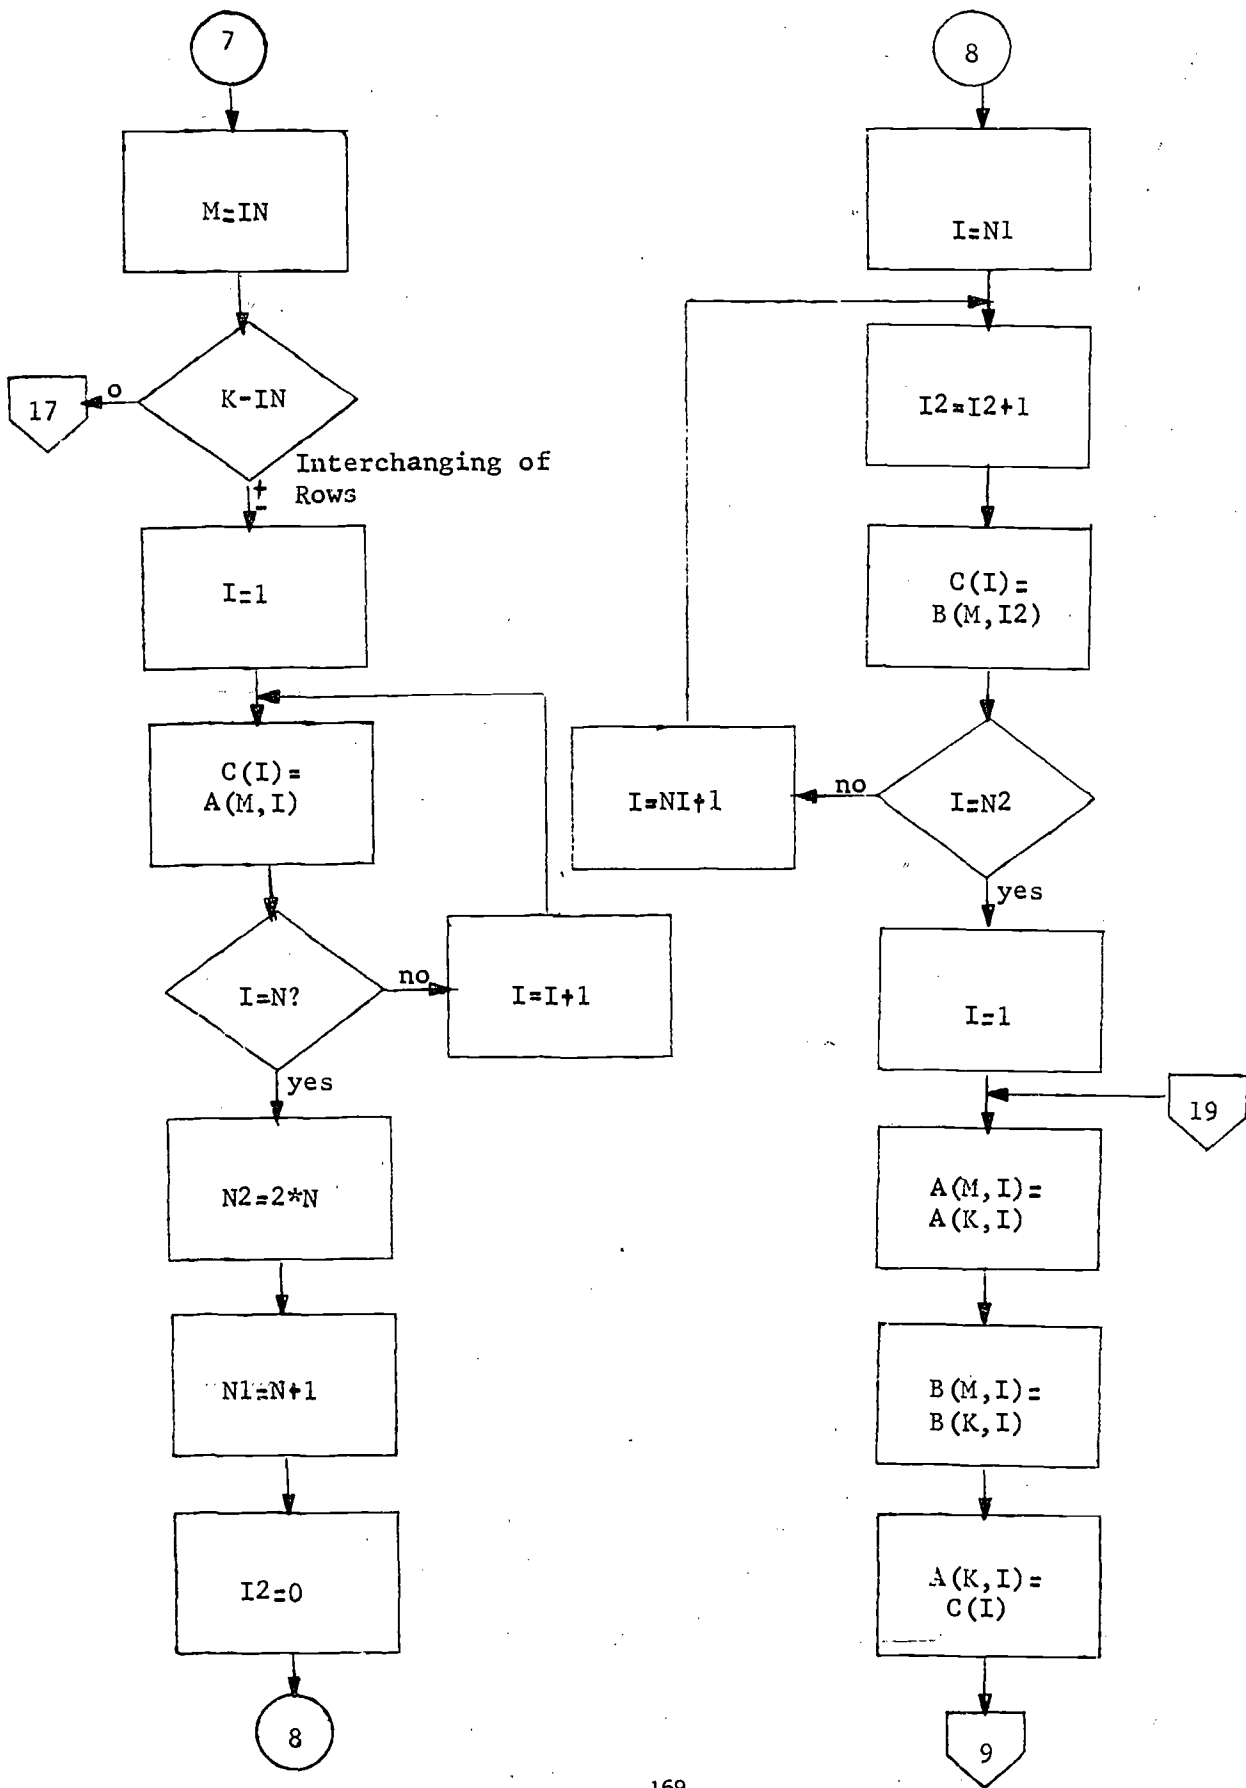 7
M=IN
K-IN
o
17
Interchanging of
+
Rows
-
I=1
C(I)=
A(M,I)
I=N?
no
I=I+1
yes
N2=2*N
N1=N+1
I2=0
8
8
I=N1
I2=I2+1
C(I)=
B(M,I2)
I=N2
no
I=NI+1
yes
I=1
19
A(M,I)=
A(K,I)
B(M,I)=
B(K,I)
A(K,I)=
C(I)
9
169